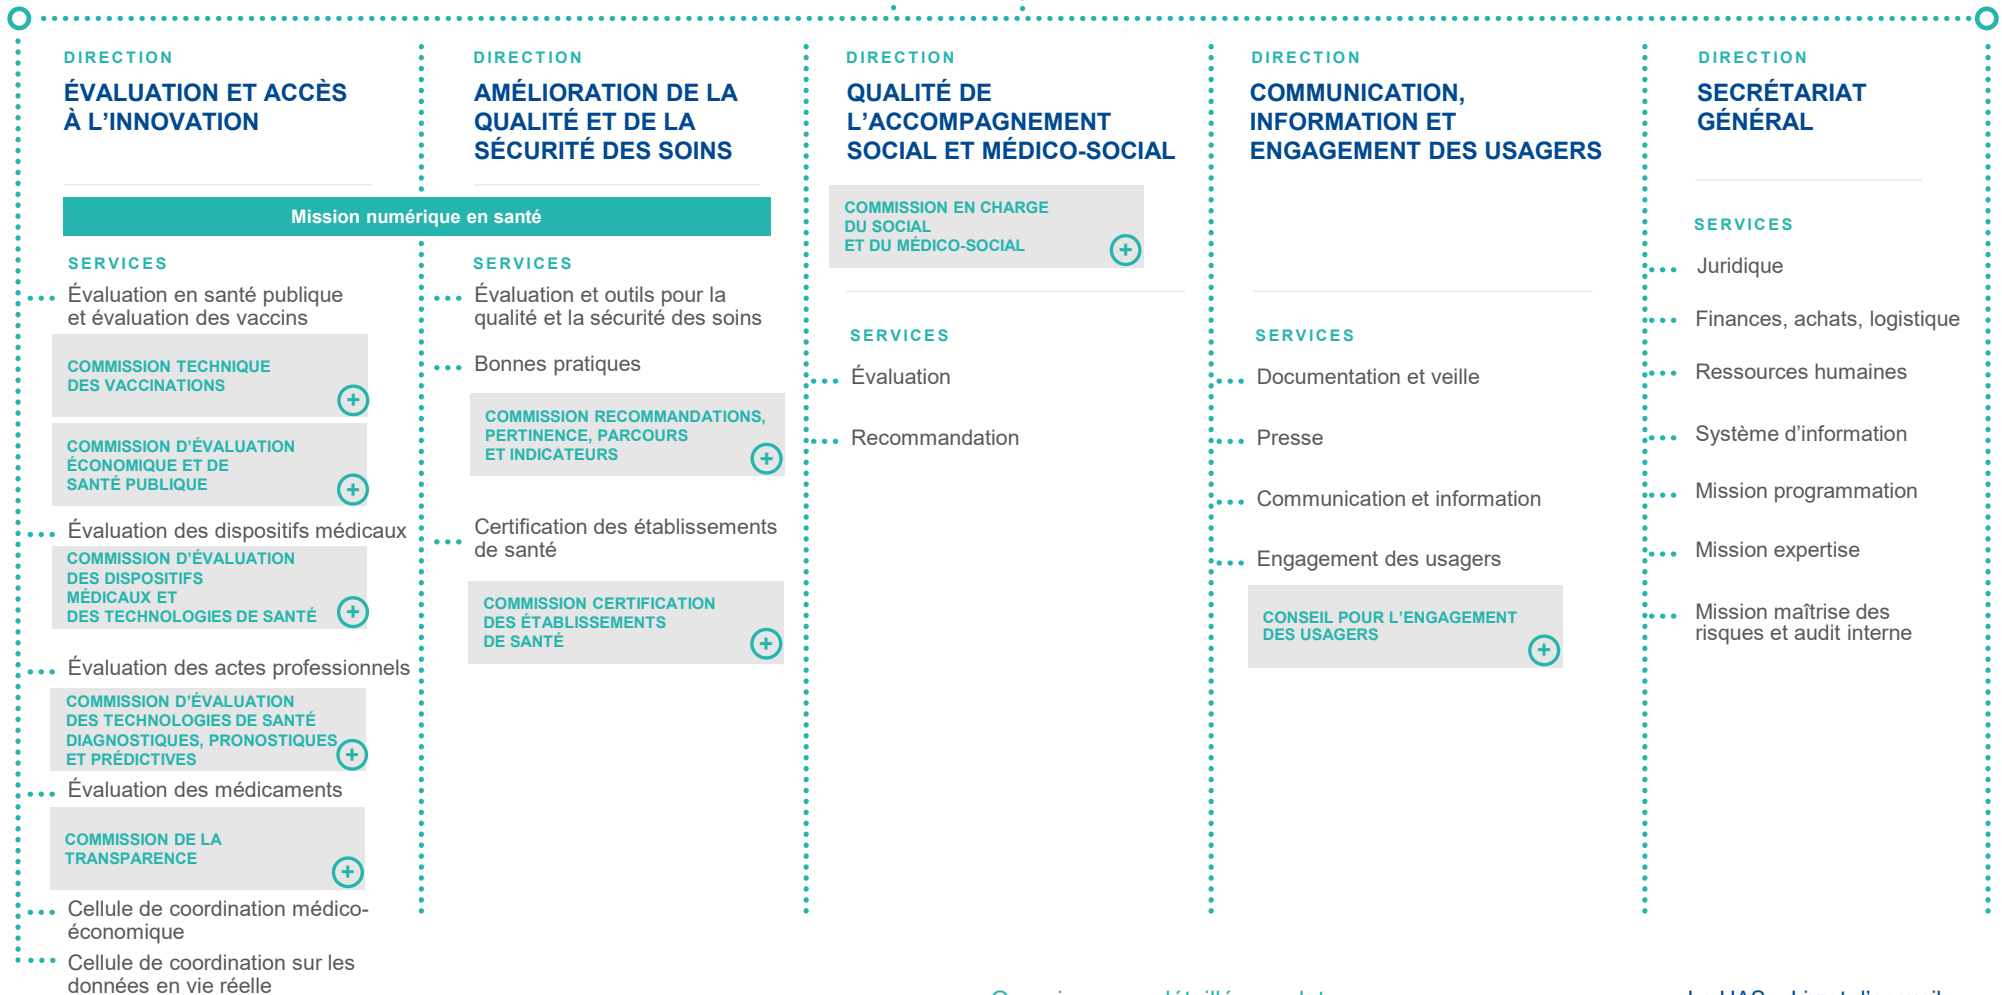 DIRECTION
ÉVALUATION ET ACCÈS
À L’INNOVATION
DIRECTION
AMÉLIORATION DE LA
QUALITÉ ET DE LA
SÉCURITÉ DES SOINS
Mission numérique en santé
SERVICES
Évaluation en santé publique
et évaluation des vaccins
COMMISSION TECHNIQUE
DES VACCINATIONS
COMMISSION D’ÉVALUATION
ÉCONOMIQUE ET DE
SANTÉ PUBLIQUE
Évaluation des dispositifs médicaux
COMMISSION D’ÉVALUATION
DES DISPOSITIFS
MÉDICAUX ET
DES TECHNOLOGIES DE SANTÉ
Évaluation des actes professionnels
COMMISSION D’ÉVALUATION
DES TECHNOLOGIES DE SANTÉ
DIAGNOSTIQUES, PRONOSTIQUES
ET PRÉDICTIVES
Évaluation des médicaments
COMMISSION DE LA
TRANSPARENCE
Cellule de coordination médico-
économique
Cellule de coordination sur les
données en vie réelle
SERVICES
Évaluation et outils pour la
qualité et la sécurité des soins
Bonnes pratiques
COMMISSION RECOMMANDATIONS,
PERTINENCE, PARCOURS
ET INDICATEURS
Certification des établissements
de santé
COMMISSION CERTIFICATION
DES ÉTABLISSEMENTS
DE SANTÉ
DIRECTION
QUALITÉ DE
L’ACCOMPAGNEMENT
SOCIAL ET MÉDICO-SOCIAL
COMMISSION EN CHARGE
DU SOCIAL
ET DU MÉDICO-SOCIAL
SERVICES
Évaluation
Recommandation
DIRECTION
COMMUNICATION,
INFORMATION ET
ENGAGEMENT DES USAGERS
SERVICES
Documentation et veille
Presse
Communication et information
Engagement des usagers
CONSEIL POUR L’ENGAGEMENT
DES USAGERS
DIRECTION
SECRÉTARIAT
GÉNÉRAL
SERVICES
Juridique
Finances, achats, logistique
Ressources humaines
Système d’information
Mission programmation
Mission expertise
Mission maîtrise des
risques et audit interne